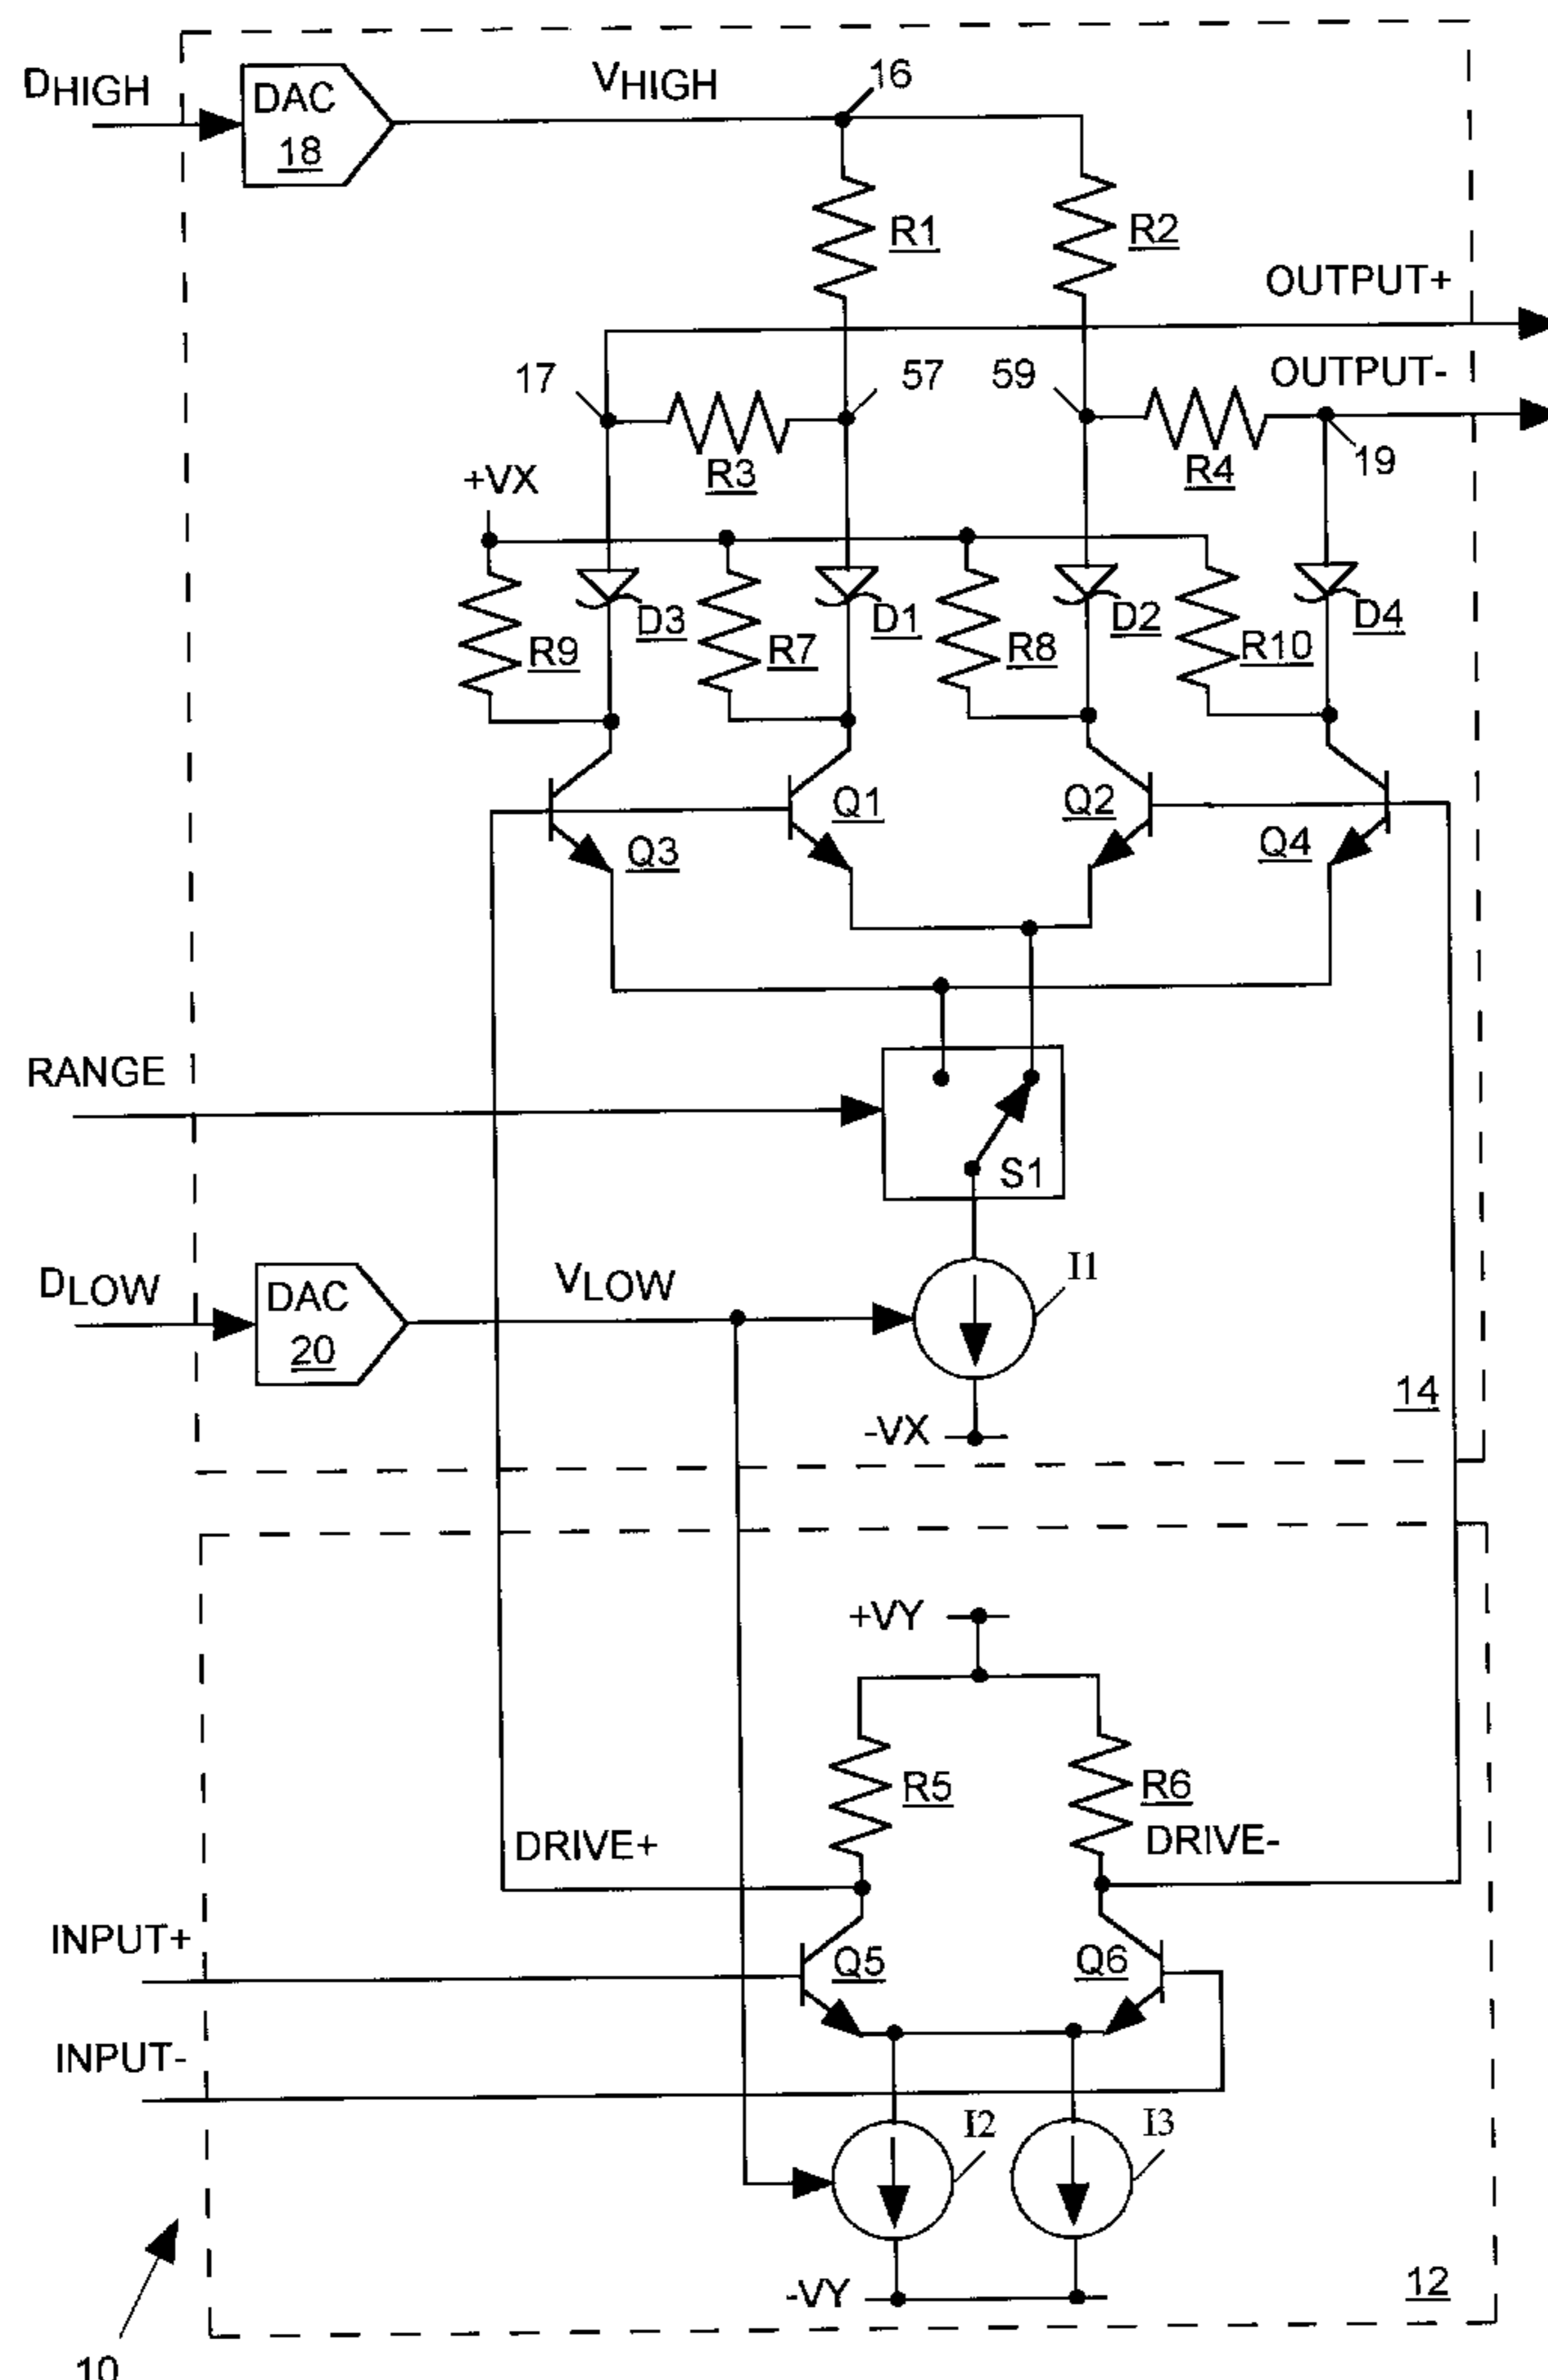 DHIGH
DAC
18
VHIGH
16
R1
R2
OUTPUT+
17
57
59
OUTPUT-
R3
R4
19
+VX
R9
D3
R7
D1
R8
D2
R10
D4
Q3
Q1
Q2
Q4
RANGE
S1
DLOW
DAC
20
VLOW
I1
14
-VX
+VY
R5
R6
DRIVE+
DRIVE-
INPUT+
Q5
Q6
INPUT-
I2
I3
-VY
12
10